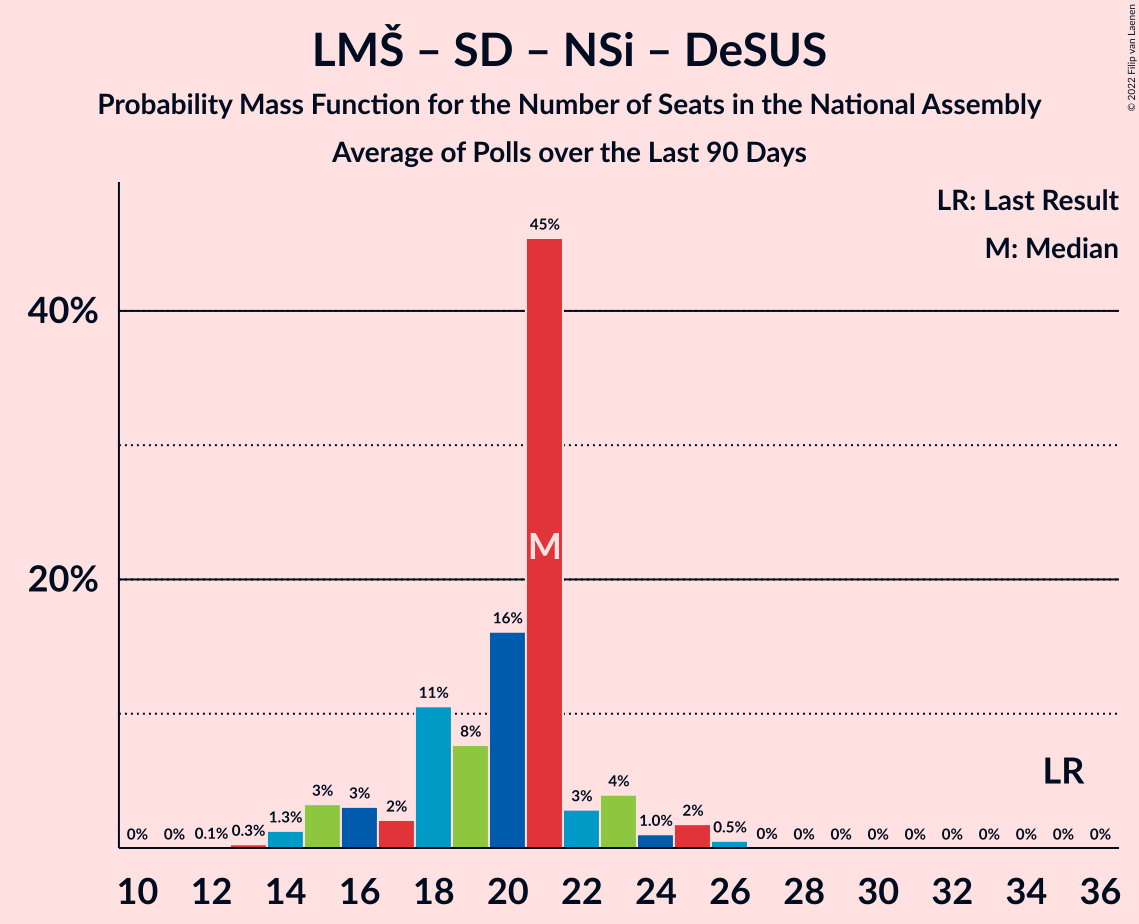 LMŠ – SD – NSi – DeSUS
Probability Mass Function for the Number of Seats in the National Assembly
Average of Polls over the Last 90 Days
© 2022 Filip van Laenen
LR: Last Result
M: Median
45%
40%
M
20%
16%
11%
8%
LR
0% 0% 0.1% 0.3% 1.3% 3% 3% 2% 3% 4% 1.0% 2% 0.5% 0% 0% 0% 0% 0% 0% 0% 0% 0% 0%
10 12 14 16 18 20 22 24 26 28 30 32 34 36